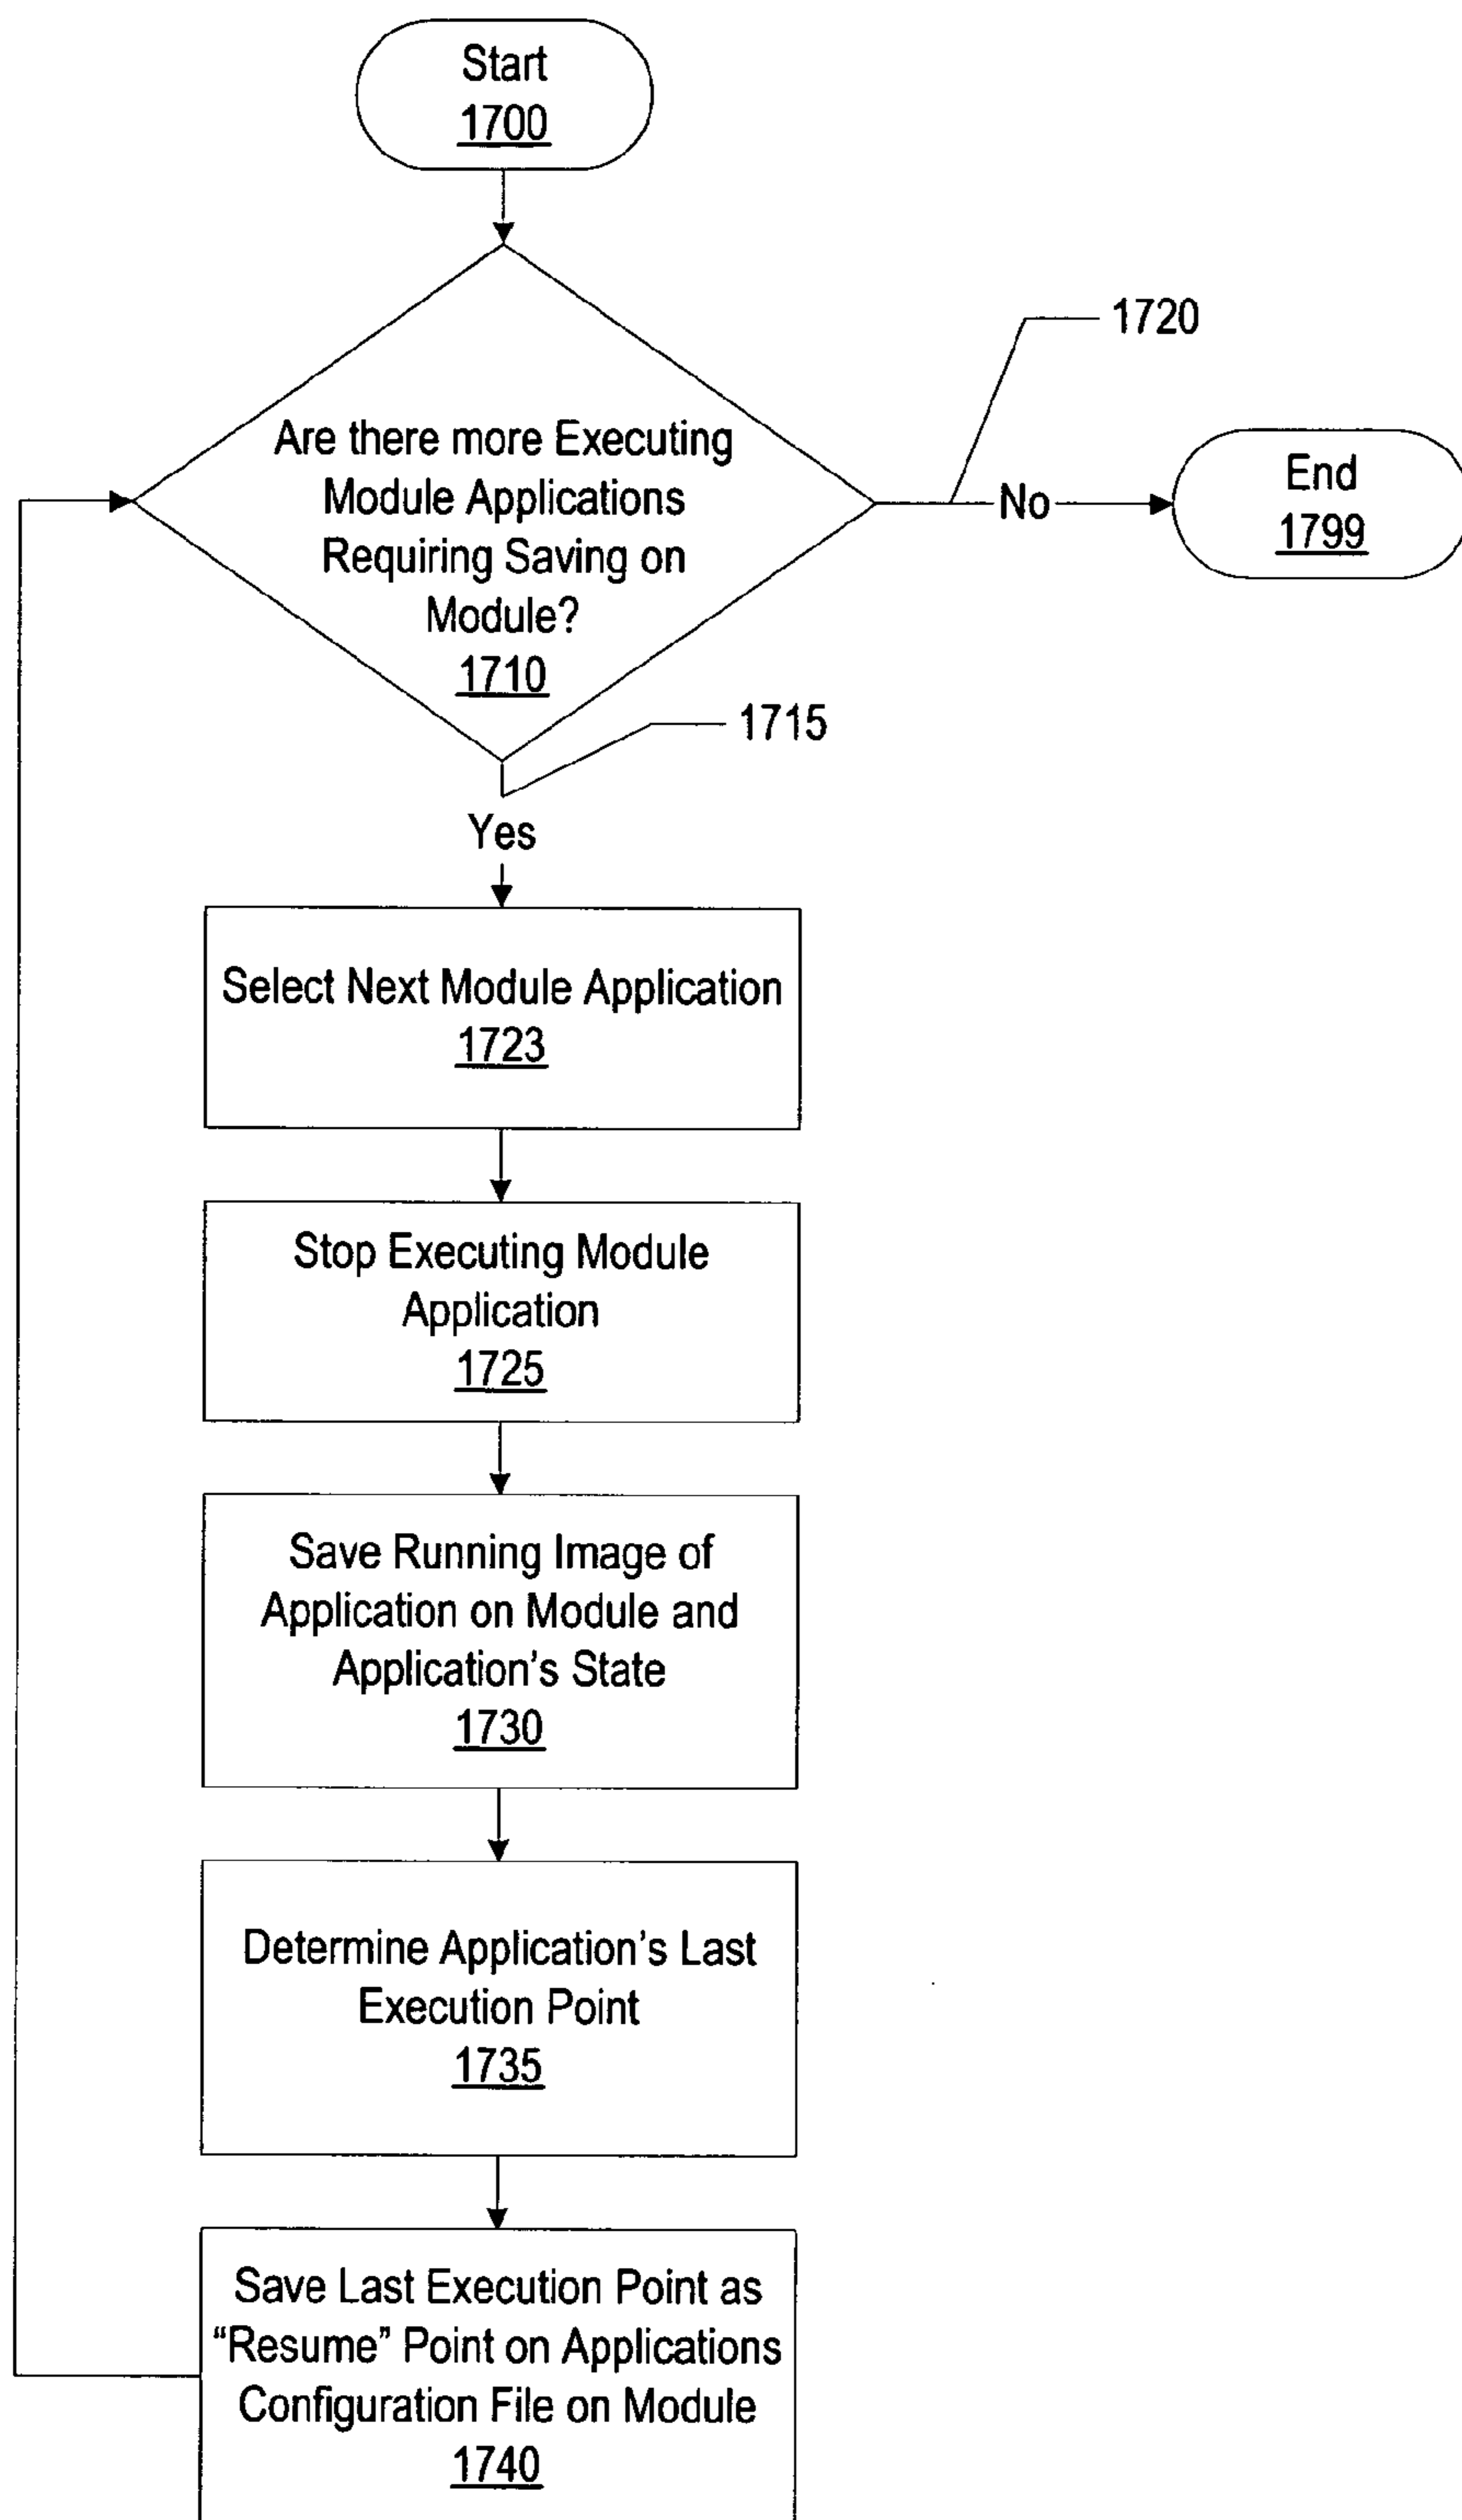 Start
1700
Are there more Executing
Module Applications
Requiring Saving on
Module?
1710
1720
No
End
1799
1715
Yes
Select Next Module Application
1723
Stop Executing Module
Application
1725
Save Running Image of
Application on Module and
Application’s State
1730
Determine Application’s Last
Execution Point
1735
Save Last Execution Point as
“Resume” Point on Applications
Configuration File on Module
1740